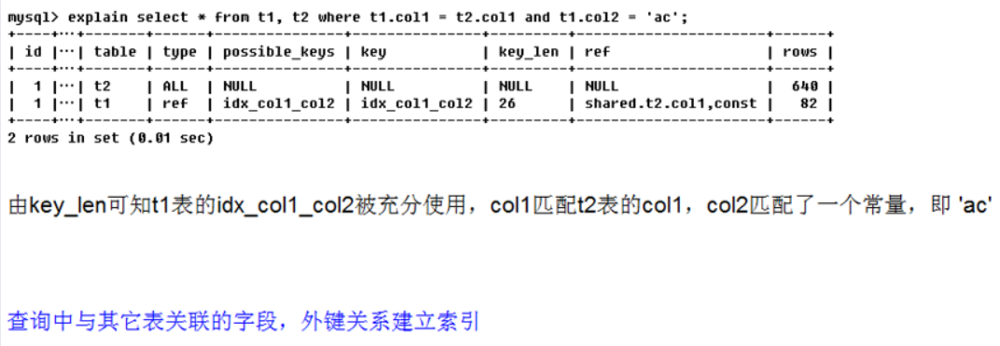 mysql> explain select * from t1, t2 where t1.col1 = t2.col1 and t1.col2 = 'ac';
+----+···+-------+------+---------------+---------------+---------+----------------------+------+
| id |···| table | type | possible_keys | key           | key_len | ref                  | rows |
+----+···+-------+------+---------------+---------------+---------+----------------------+------+
|  1 |···| t2    | ALL  | NULL          | NULL          | NULL    | NULL                 |  640 |
|  1 |···| t1    | ref  | idx_col1_col2 | idx_col1_col2 | 26      | shared.t2.col1,const |   82 |
+----+···+-------+------+---------------+---------------+---------+----------------------+------+
2 rows in set (0.01 sec)
由key_len可知t1表的idx_col1_col2被充分使用，col1匹配t2表的col1，col2匹配了一个常量，即 'ac'
查询中与其它表关联的字段，外键关系建立索引